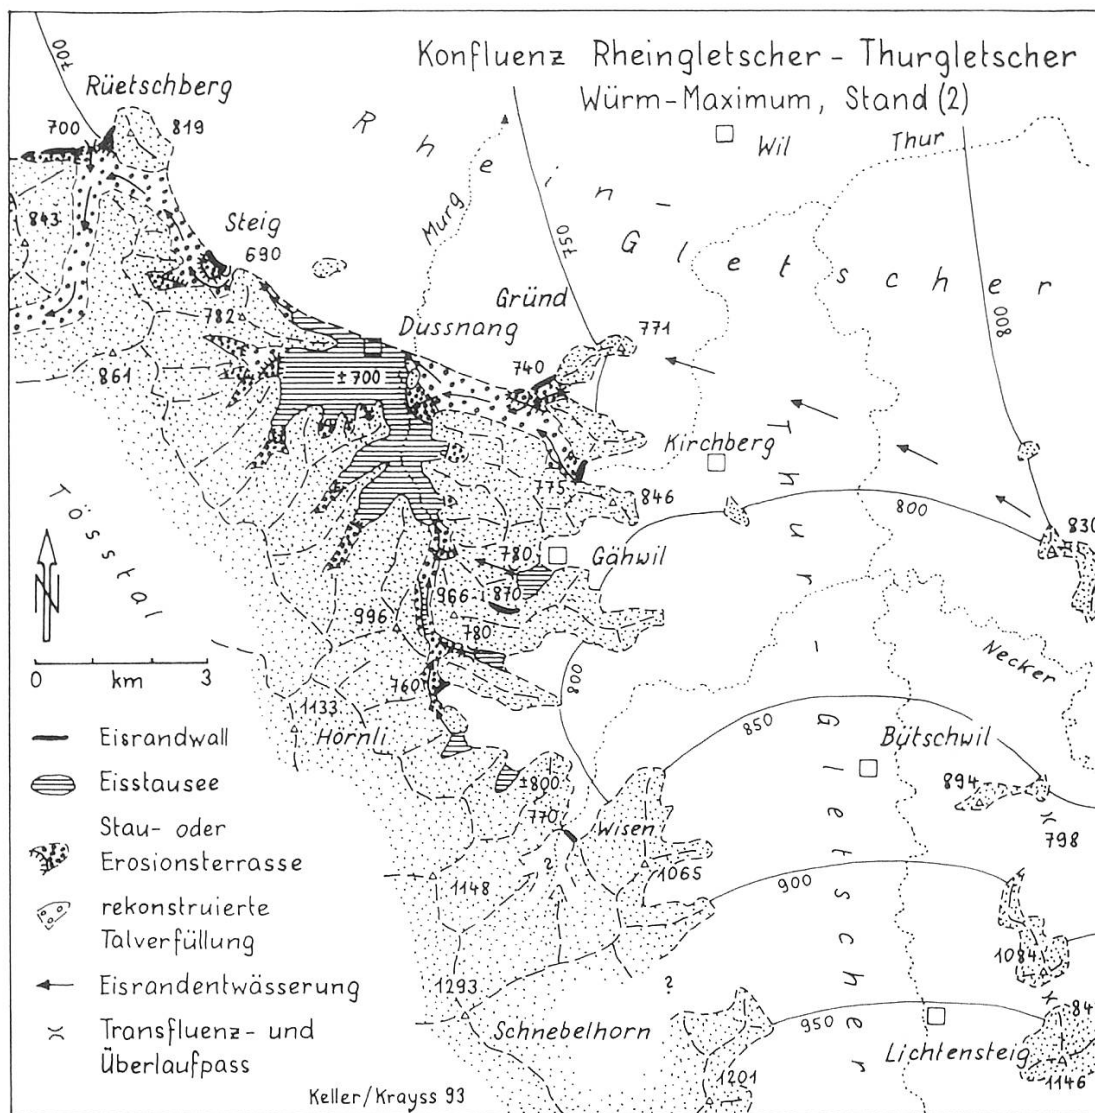 Konfluenz Rheingletscher - Thurgletscher
Würm-Maximum, Stand (2)
700
Rüetschberg
700
819
Rhein-
Gletscher
Wil
Thur
Murg
843
Steig
690
750
800
782
Gründ
Dussnang
771
740
861
±700
Kirchberg
Thur-
Gletscher
775
846
800
830
Tösstal
N
780
Gähwil
966
870
996
780
800
Necker
0 km 3
760
1133
Hörnli
850
Bütschwil
±800
894
770
Wisen
798
1148
1065
900
1084
1293
Schnebelhorn
?
?
950
Lichtensteig
84
1201
1146
Eisrandwall
Eisstausee
Stau- oder
Erosionsterrasse
rekonstruierte
Talverfüllung
Eisrandentwässerung
Transfluenz- und
Überlaufpass
Keller/Krayss 93